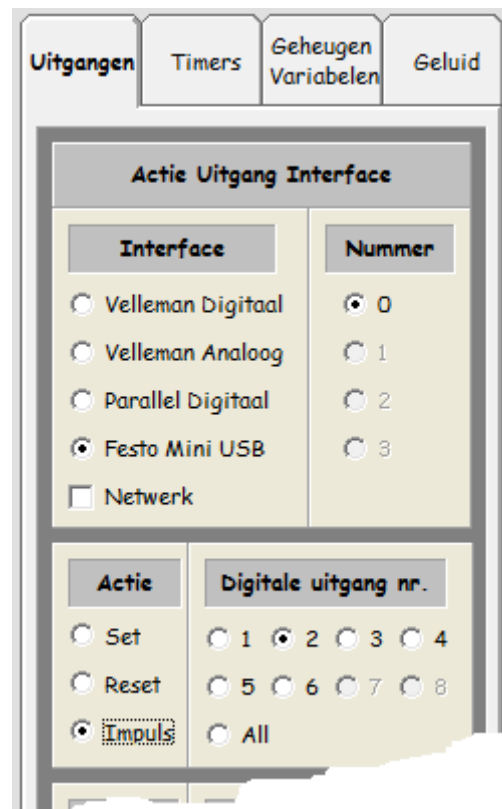 Uitgangen Timers Geheugen Variabelen Geluid
Actie Uitgang Interface
Interface Nummer
Velleman Digitaal 0
Velleman Analoog 1
Parallel Digitaal 2
Festo Mini USB 3
Netwerk
Actie Digitale uitgang nr.
Set 1 2 3 4
Reset 5 6 7 8
Impuls All